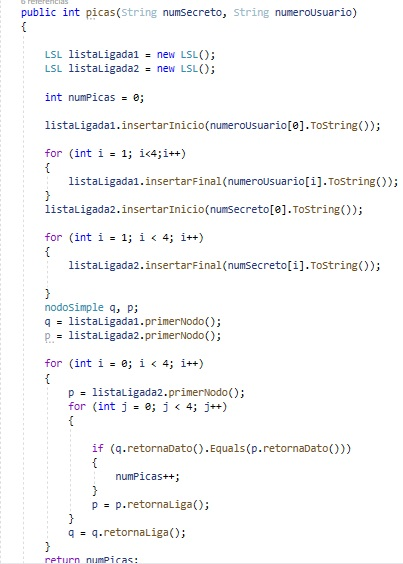 6 referencias
public int picas(String numSecreto, String numeroUsuario)
{
LSL listaLigada1 = new LSL();
LSL listaLigada2 = new LSL();
int numPicas = 0;
listaLigada1.insertarInicio(numeroUsuario[0].ToString());
for (int i = 1; i<4;i++)
{
listaLigada1.insertarFinal(numeroUsuario[i].ToString());
}
listaLigada2.insertarInicio(numSecreto[0].ToString());
for (int i = 1; i < 4; i++)
{
listaLigada2.insertarFinal(numSecreto[i].ToString());
}
nodoSimple q, p;
q = listaLigada1.primerNodo();
p = listaLigada2.primerNodo();
for (int i = 0; i < 4; i++)
{
p = listaLigada2.primerNodo();
for (int j = 0; j < 4; j++)
{
if (q.retornaDato().Equals(p.retornaDato()))
{
numPicas++;
}
p = p.retornaLiga();
}
q = q.retornaLiga();
}
return numPicas;